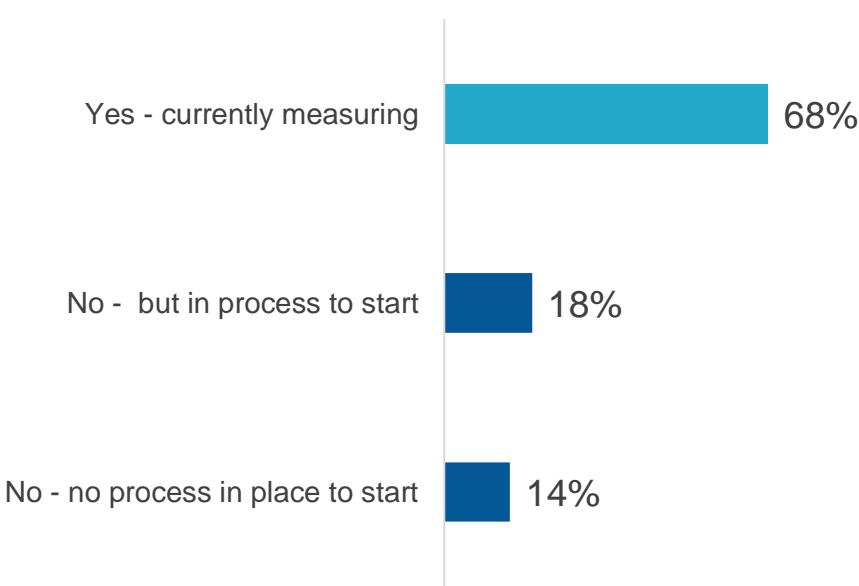 Yes - currently measuring 68%
No -  but in process to start 18%
No - no process in place to start 14%